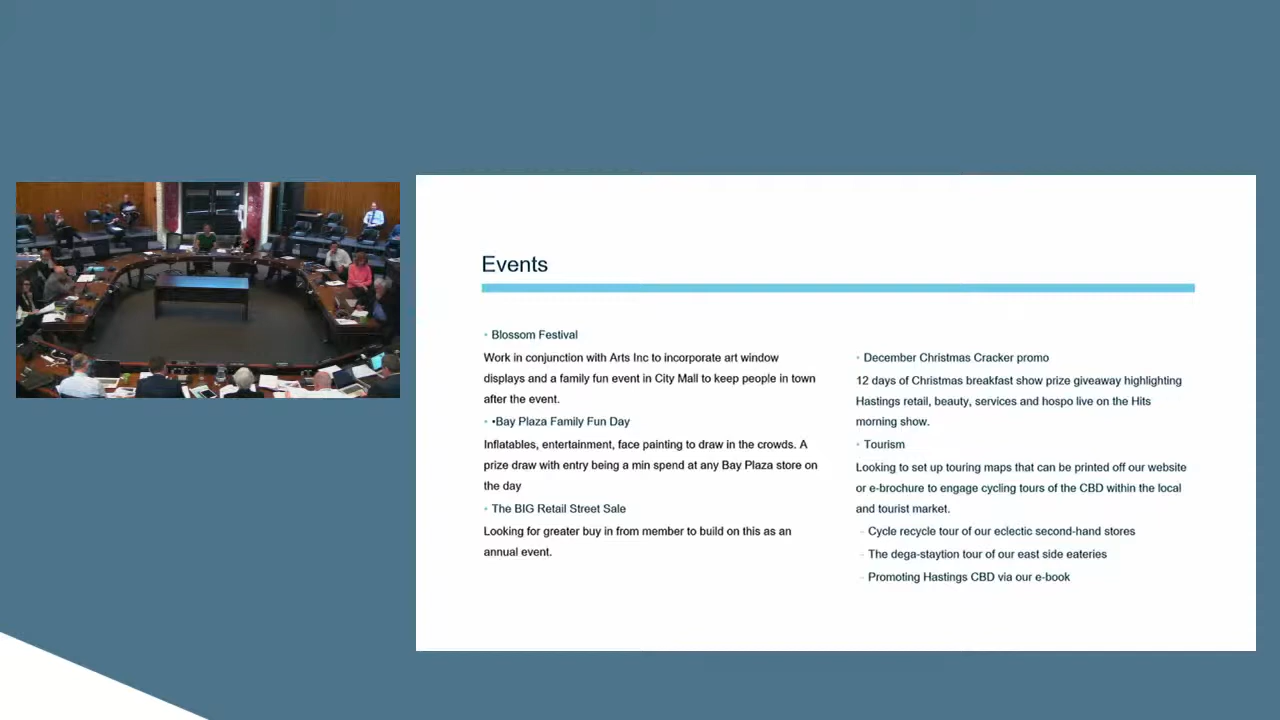 Events
• Blossom Festival
Work in conjunction with Arts Inc to incorporate art window
displays and a family fun event in City Mall to keep people in town
after the event.
• •Bay Plaza Family Fun Day
Inflatables, entertainment, face painting to draw in the crowds. A
prize draw with entry being a min spend at any Bay Plaza store on
the day
• The BIG Retail Street Sale
Looking for greater buy in from member to build on this as an
annual event.
• December Christmas Cracker promo
12 days of Christmas breakfast show prize giveaway highlighting
Hastings retail, beauty, services and hospo live on the Hits
morning show.
• Tourism
Looking to set up touring maps that can be printed off our website
or e-brochure to engage cycling tours of the CBD within the local
and tourist market.
– Cycle recycle tour of our eclectic second-hand stores
– The dega-staytion tour of our east side eateries
– Promoting Hastings CBD via our e-book